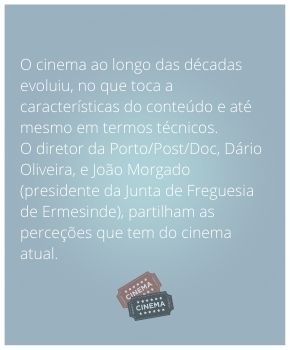 O cinema ao longo das décadas
evoluiu, no que toca a
características do conteúdo e até
mesmo em termos técnicos.
O diretor da Porto/Post/Doc, Dário
Oliveira, e João Morgado
(presidente da Junta de Freguesia
de Ermesinde), partilham as
perceções que tem do cinema
atual.
CINEMA
CINEMA